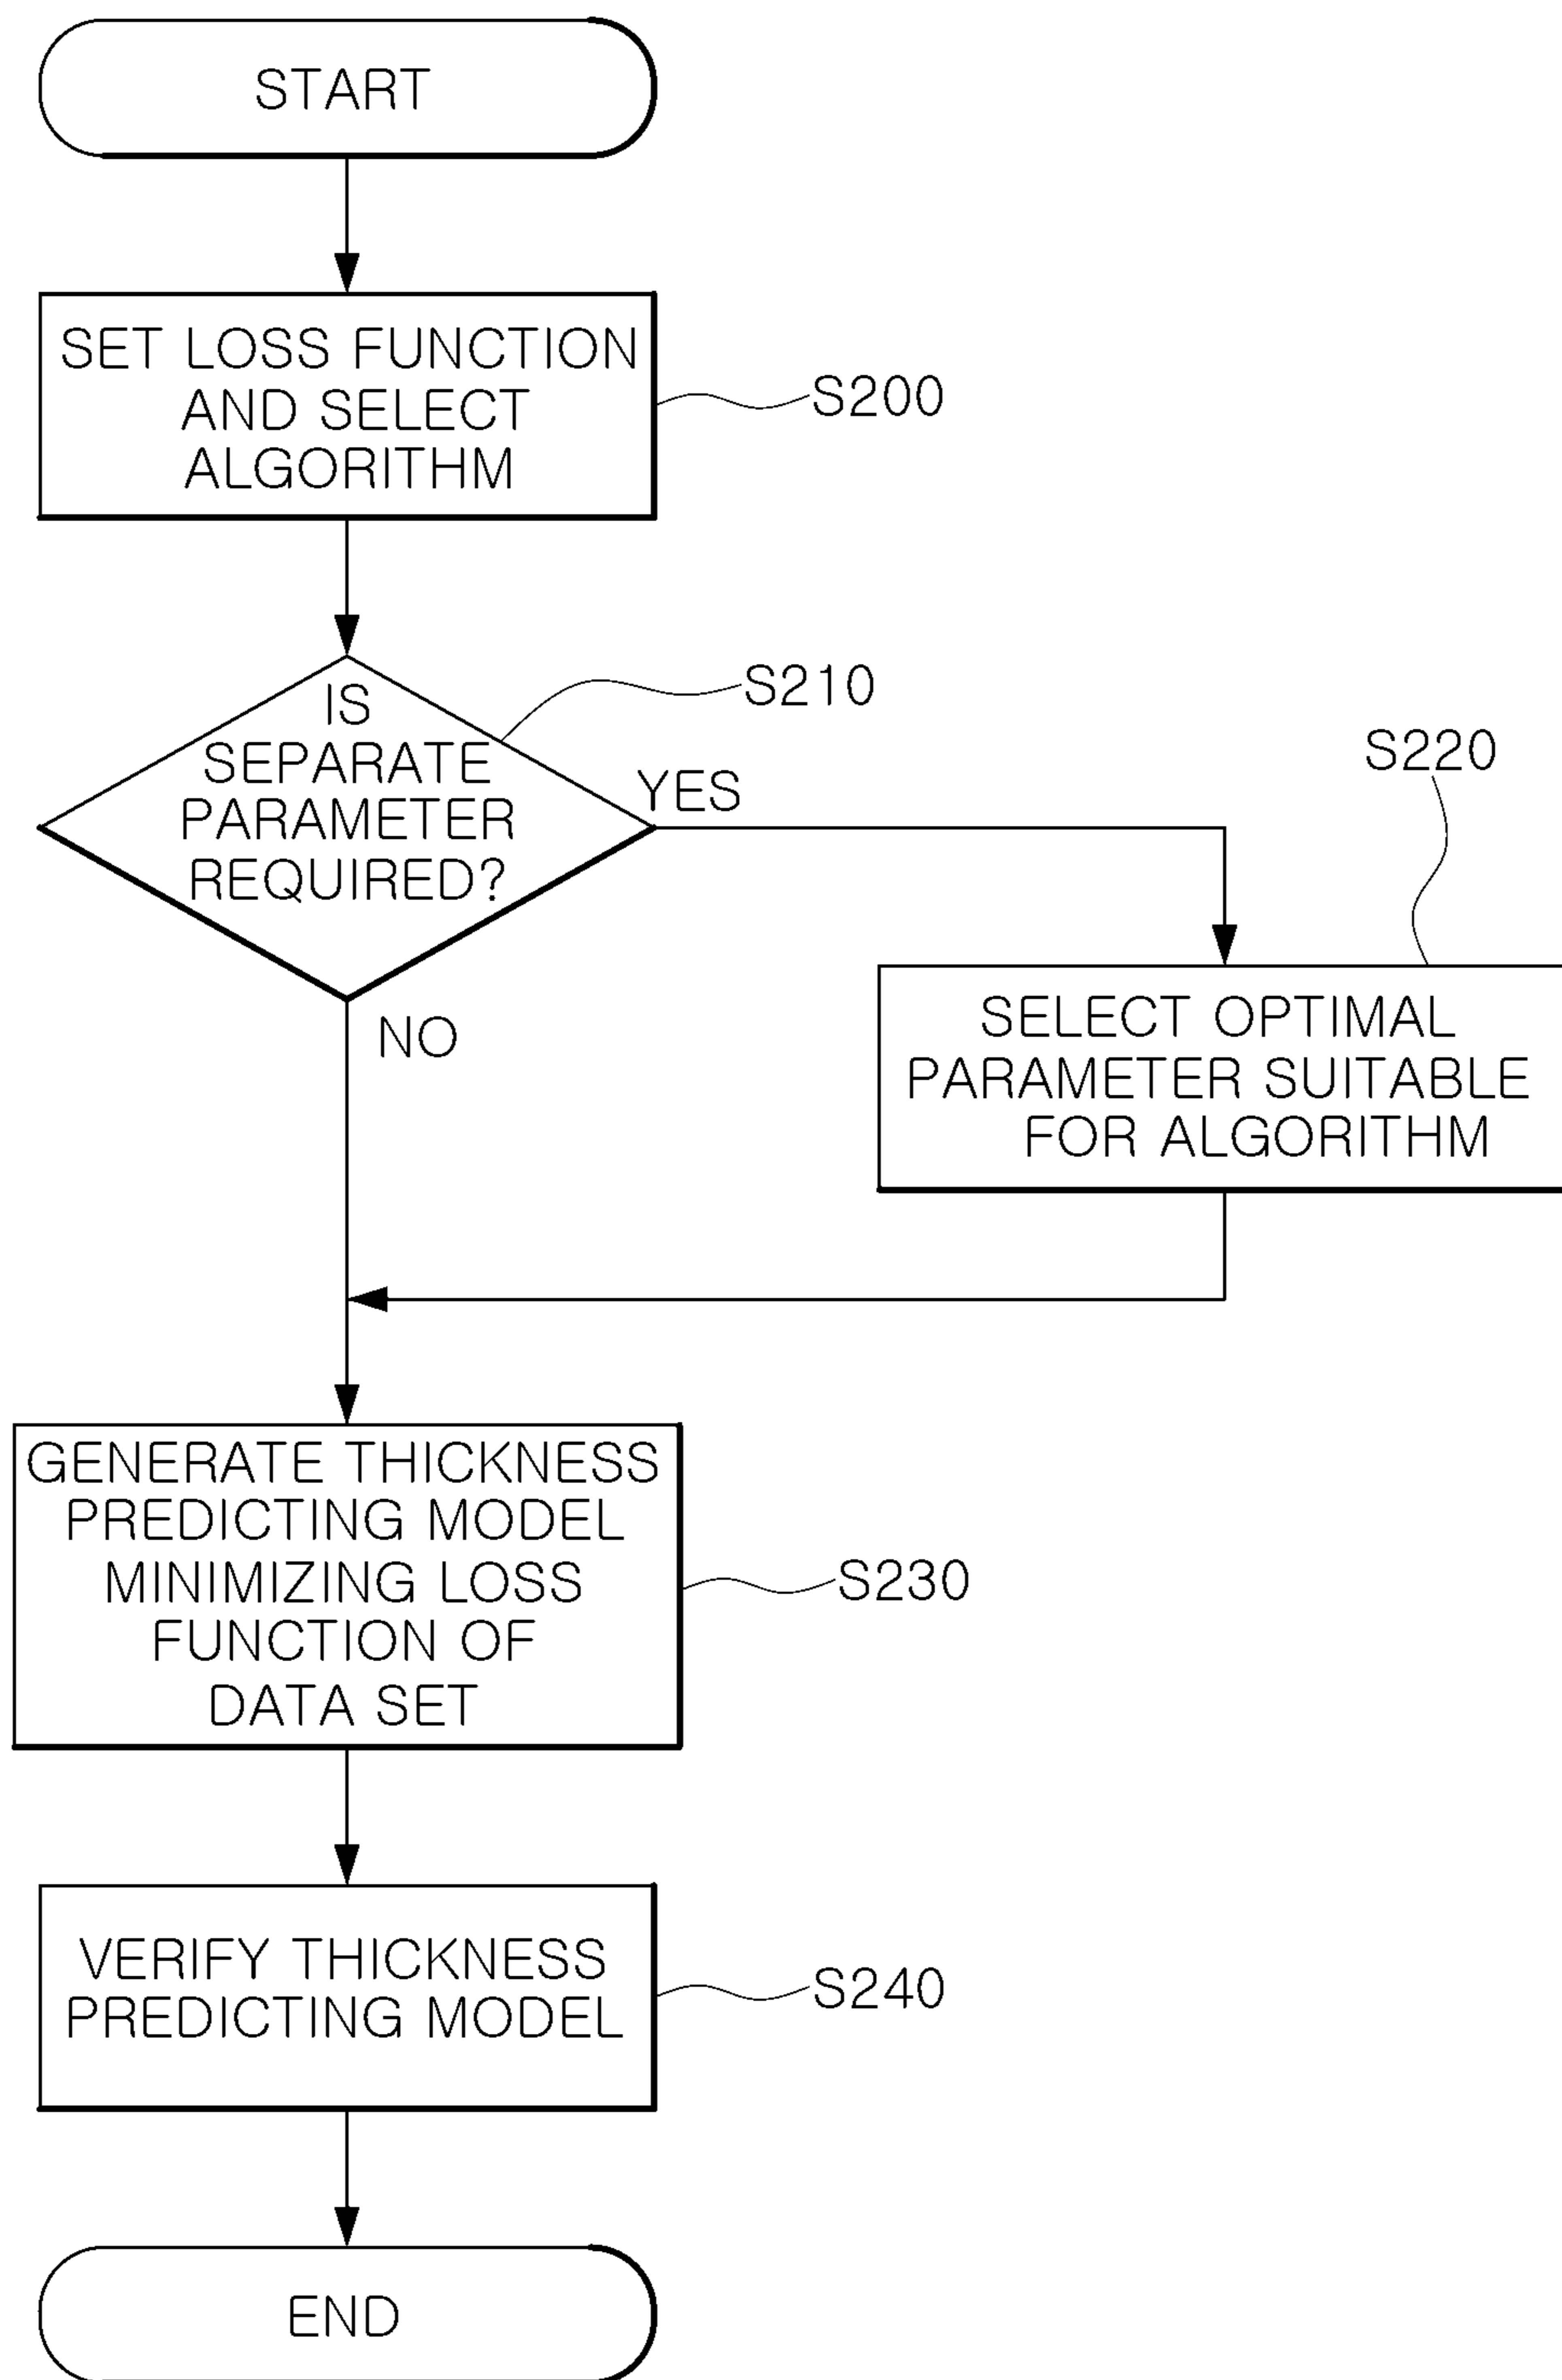 START
SET LOSS FUNCTION
AND SELECT
ALGORITHM
S200
IS
SEPARATE
PARAMETER
REQUIRED?
S210
YES
NO
S220
SELECT OPTIMAL
PARAMETER SUITABLE
FOR ALGORITHM
GENERATE THICKNESS
PREDICTING MODEL
MINIMIZING LOSS
FUNCTION OF
DATA SET
S230
VERIFY THICKNESS
PREDICTING MODEL
S240
END